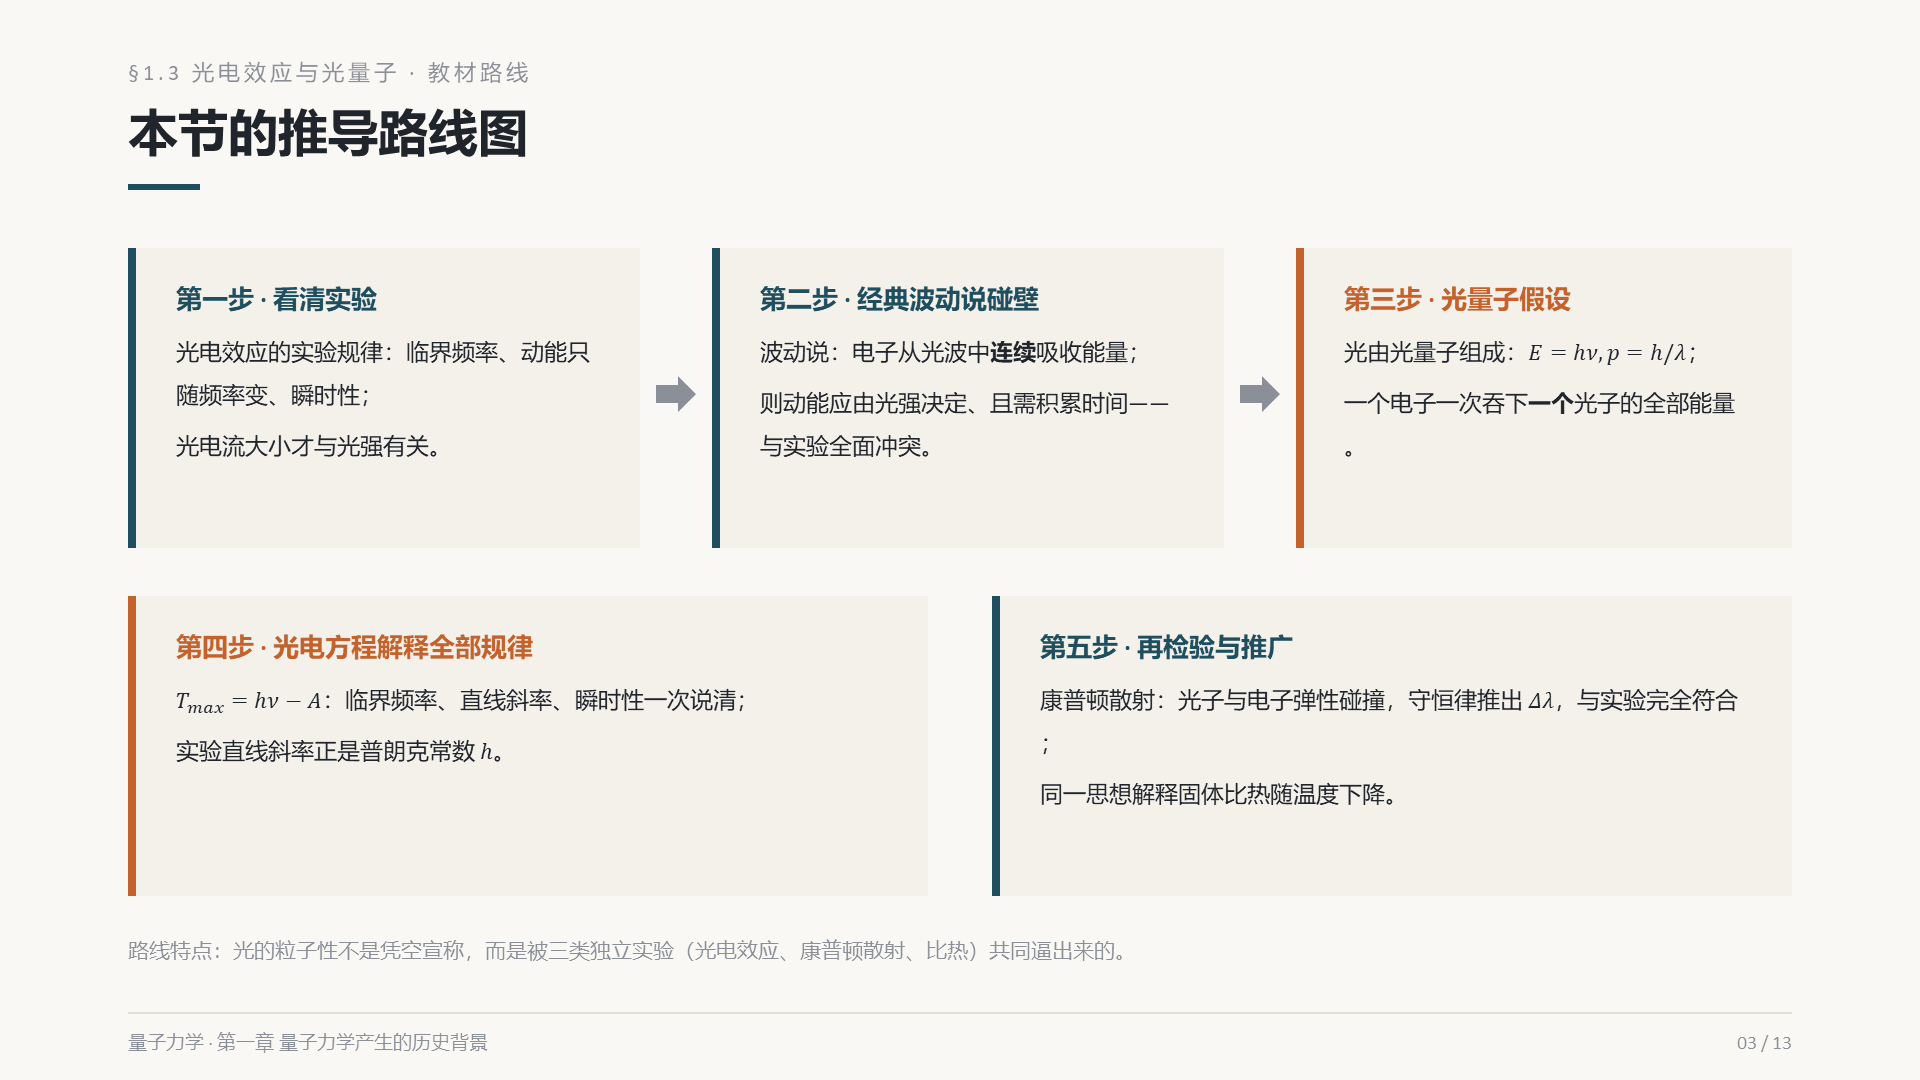 §1.3 光电效应与光量子 · 教材路线
本节的推导路线图
第一步 · 看清实验
光电效应的实验规律：临界频率、动能只
随频率变、瞬时性；
光电流大小才与光强有关。
第二步 · 经典波动说碰壁
波动说：电子从光波中连续吸收能量；
则动能应由光强决定、且需积累时间——
与实验全面冲突。
第三步 · 光量子假设
光由光量子组成：E = hν, p = h/λ；
一个电子一次吞下一个光子的全部能量
。
第四步 · 光电方程解释全部规律
T_max = hν − A：临界频率、直线斜率、瞬时性一次说清；
实验直线斜率正是普朗克常数 h。
第五步 · 再检验与推广
康普顿散射：光子与电子弹性碰撞，守恒律推出 Δλ，与实验完全符合
；
同一思想解释固体比热随温度下降。
路线特点：光的粒子性不是凭空宣称，而是被三类独立实验（光电效应、康普顿散射、比热）共同逼出来的。
量子力学 · 第一章 量子力学产生的历史背景
03 / 13